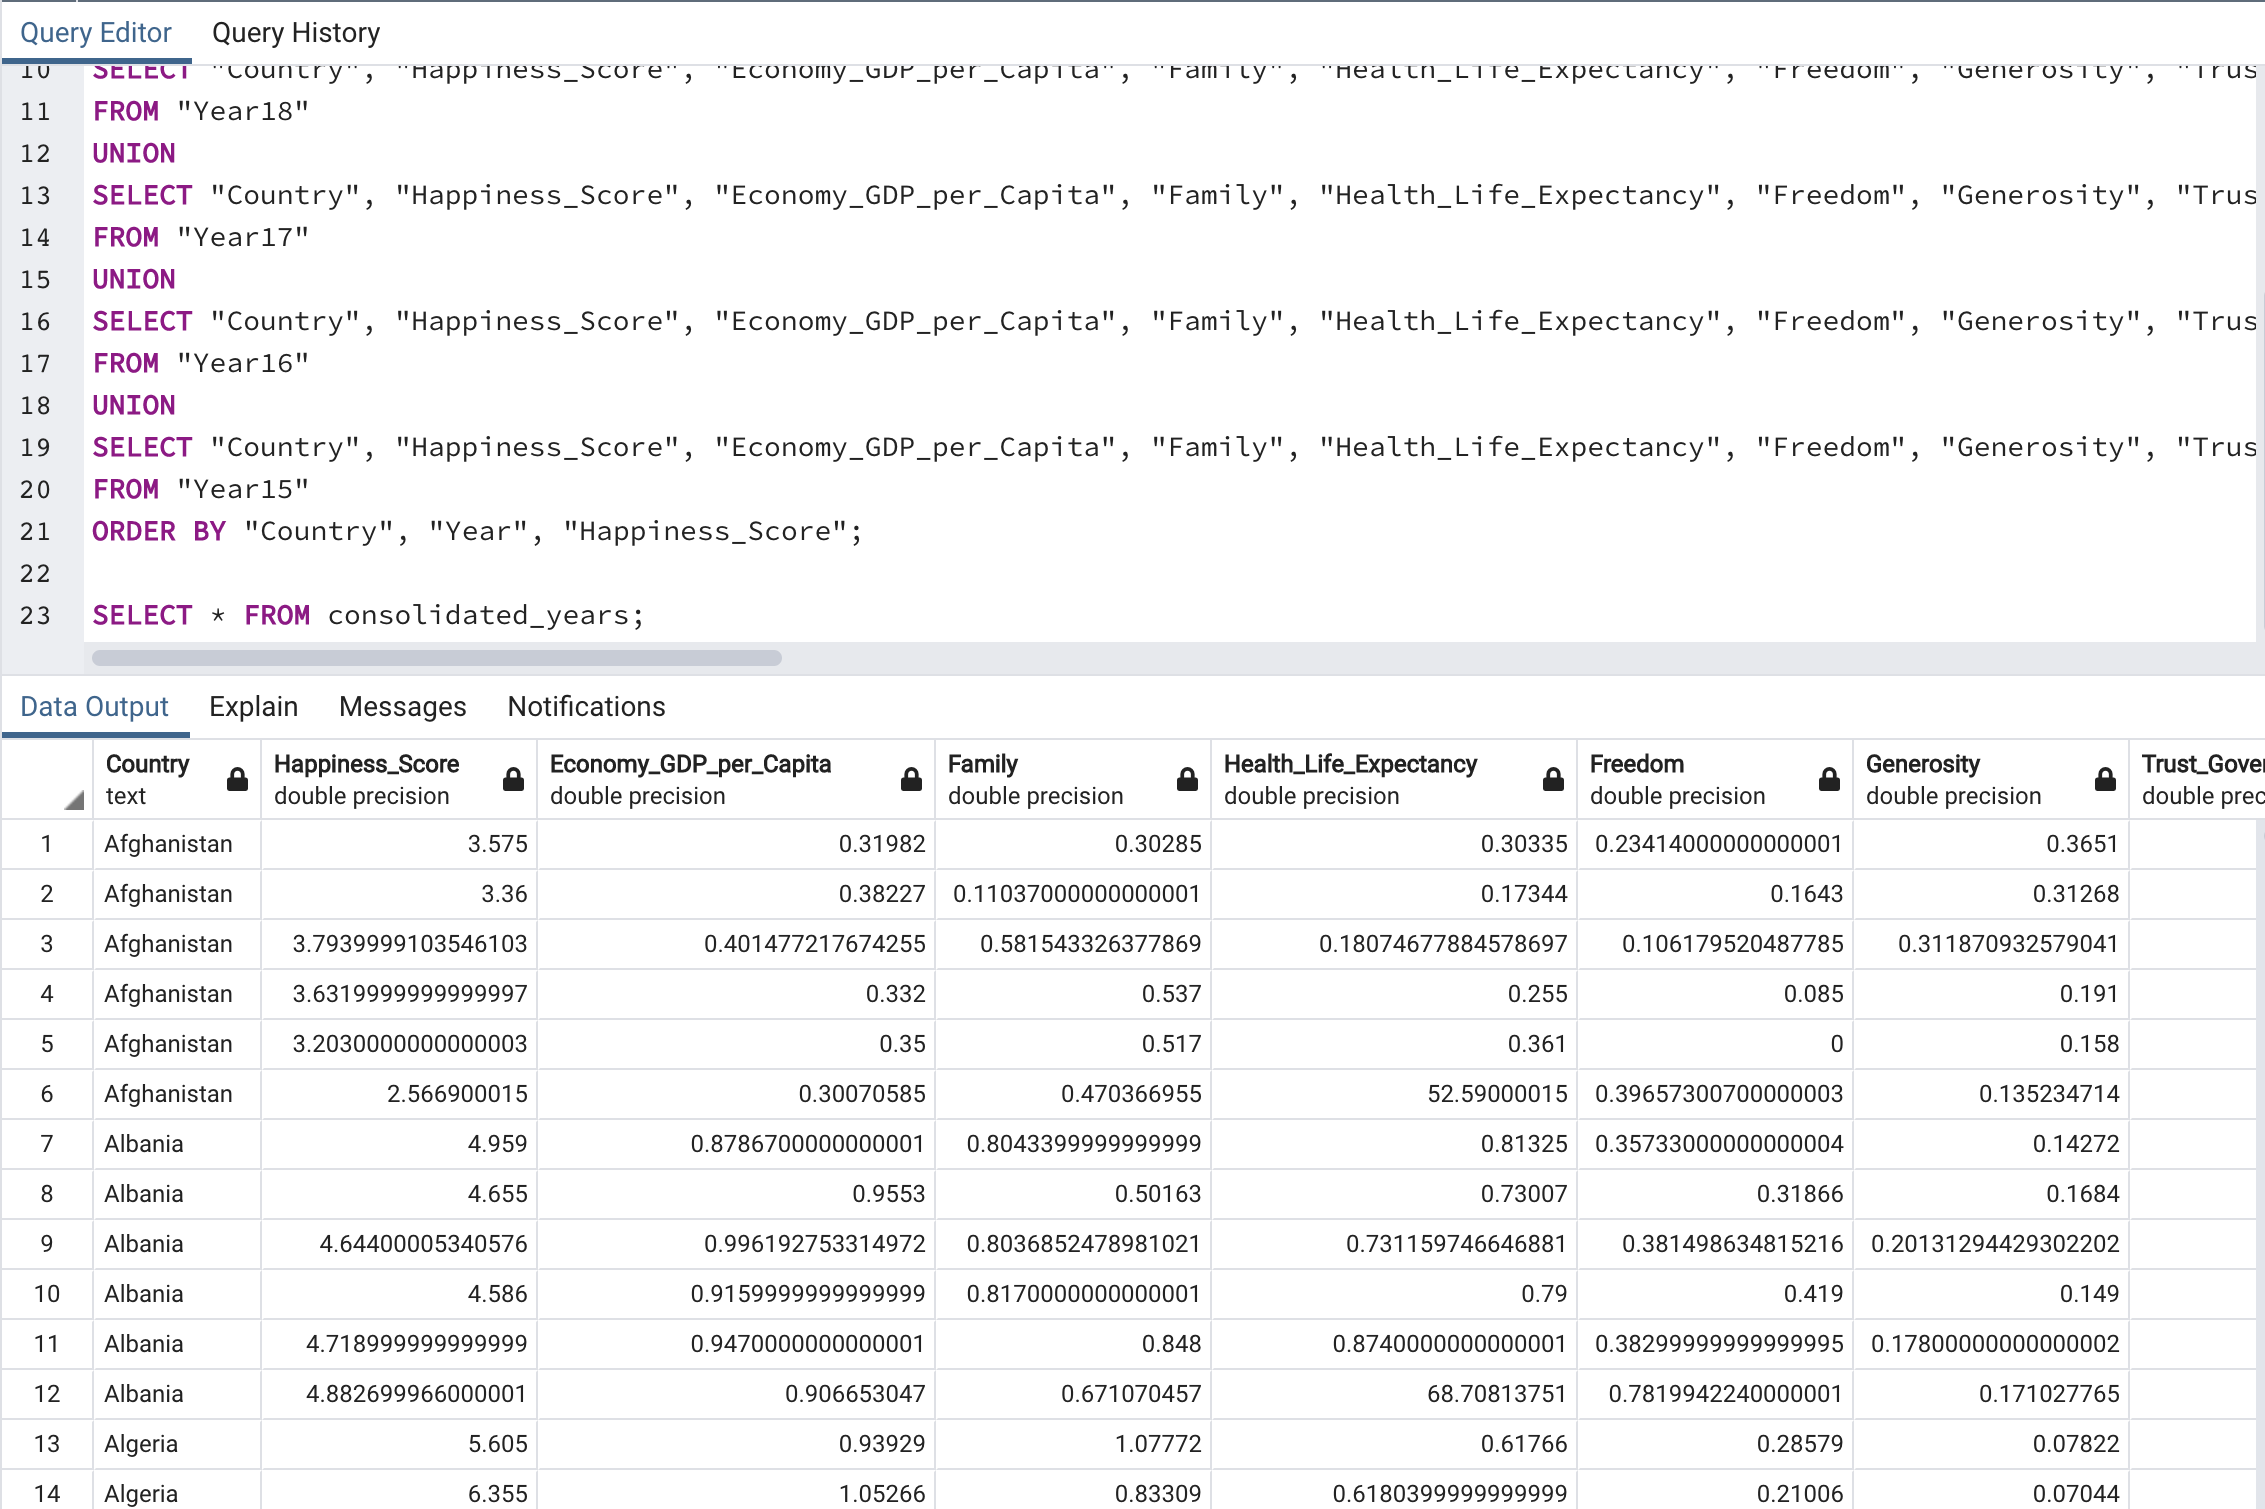 Query Editor Query History
10 SELECT "Country", "Happiness_Score", "Economy_GDP_per_Capita", "Family", "Health_Life_Expectancy", "Freedom", "Generosity", "Trus
11 FROM "Year18"
12 UNION
13 SELECT "Country", "Happiness_Score", "Economy_GDP_per_Capita", "Family", "Health_Life_Expectancy", "Freedom", "Generosity", "Trus
14 FROM "Year17"
15 UNION
16 SELECT "Country", "Happiness_Score", "Economy_GDP_per_Capita", "Family", "Health_Life_Expectancy", "Freedom", "Generosity", "Trus
17 FROM "Year16"
18 UNION
19 SELECT "Country", "Happiness_Score", "Economy_GDP_per_Capita", "Family", "Health_Life_Expectancy", "Freedom", "Generosity", "Trus
20 FROM "Year15"
21 ORDER BY "Country", "Year", "Happiness_Score";
22
23 SELECT * FROM consolidated_years;
Data Output Explain Messages Notifications
Country Happiness_Score Economy_GDP_per_Capita Family Health_Life_Expectancy Freedom Generosity Trust_Gover
text double precision double precision double precision double precision double precision double precision double prec
1 Afghanistan 3.575 0.31982 0.30285 0.30335 0.23414000000000001 0.3651
2 Afghanistan 3.36 0.38227 0.11037000000000001 0.17344 0.1643 0.31268
3 Afghanistan 3.7939999103546103 0.401477217674255 0.581543326377869 0.18074677884578697 0.106179520487785 0.311870932579041
4 Afghanistan 3.6319999999999997 0.332 0.537 0.255 0.085 0.191
5 Afghanistan 3.2030000000000003 0.35 0.517 0.361 0 0.158
6 Afghanistan 2.566900015 0.30070585 0.470366955 52.59000015 0.39657300700000003 0.135234714
7 Albania 4.959 0.8786700000000001 0.8043399999999999 0.81325 0.35733000000000004 0.14272
8 Albania 4.655 0.9553 0.50163 0.73007 0.31866 0.1684
9 Albania 4.64400005340576 0.996192753314972 0.8036852478981021 0.731159746646881 0.381498634815216 0.20131294429302202
10 Albania 4.586 0.9159999999999999 0.8170000000000001 0.79 0.419 0.149
11 Albania 4.718999999999999 0.9470000000000001 0.848 0.8740000000000001 0.38299999999999995 0.17800000000000002
12 Albania 4.882699966000001 0.906653047 0.671070457 68.70813751 0.7819942240000001 0.171027765
13 Algeria 5.605 0.93929 1.07772 0.61766 0.28579 0.07822
14 Algeria 6.355 1.05266 0.83309 0.6180399999999999 0.21006 0.07044